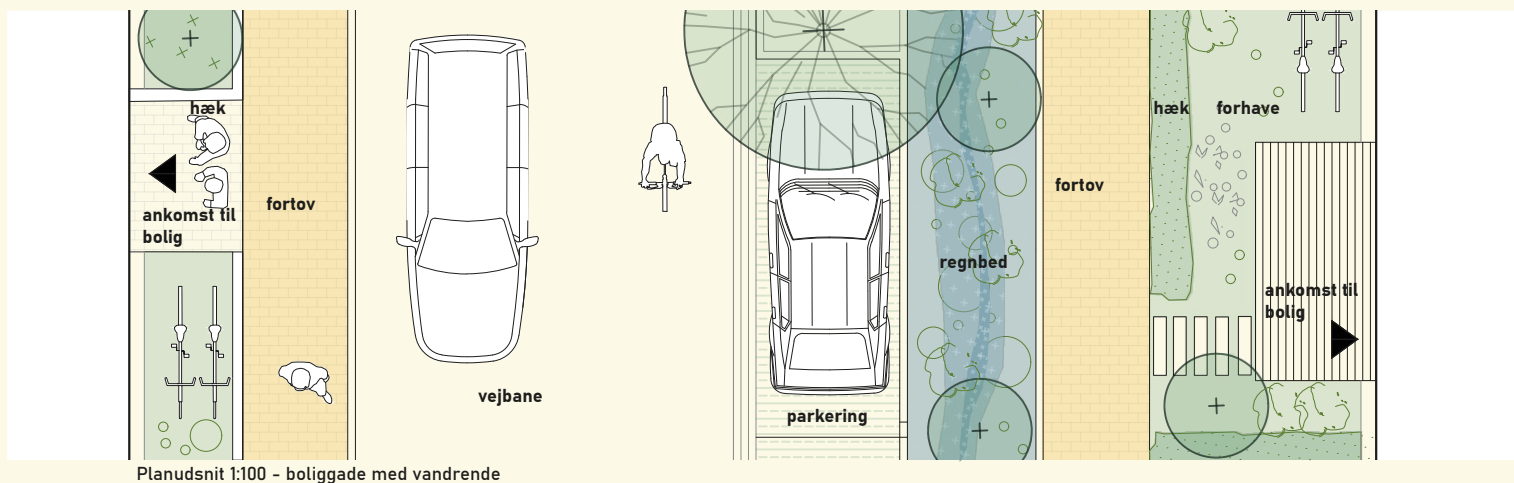 hæk
ankomst til
bolig
fortov
vejbane
parkering
regnbed
fortov
hæk
forhave
ankomst til
bolig
Planudsnit 1:100 - boliggade med vandrende